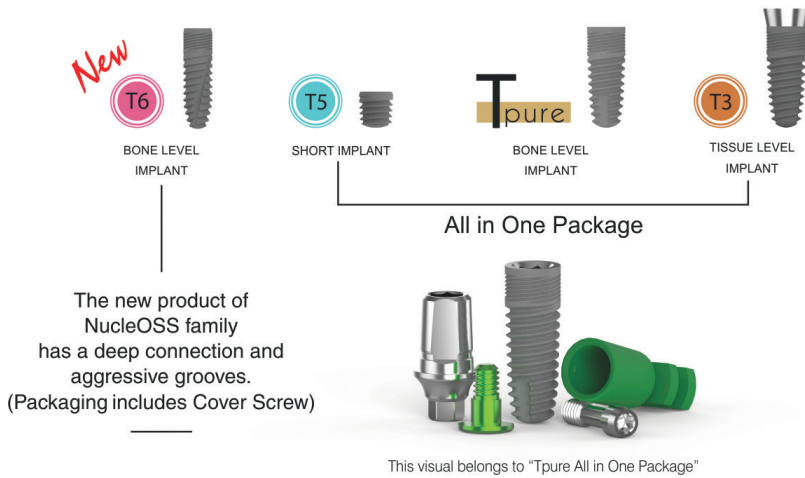 New
T6
BONE LEVEL
IMPLANT
T5
SHORT IMPLANT
Tpure
BONE LEVEL
IMPLANT
T3
TISSUE LEVEL
IMPLANT
All in One Package
The new product of
NucleOSS family
has a deep connection and
aggressive grooves.
(Packaging includes Cover Screw)
This visual belongs to “Tpure All in One Package”